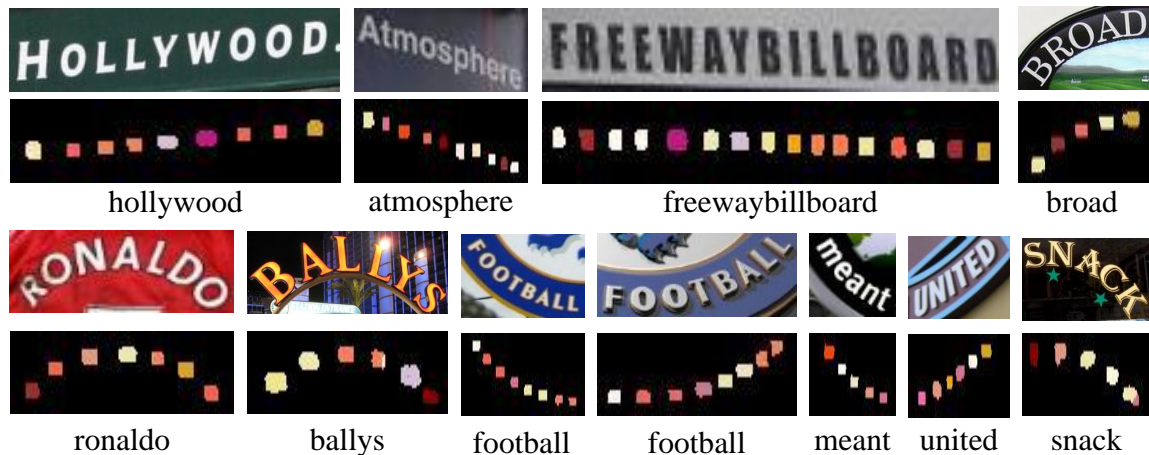 HOLLYWOOD. Atmosphere FREEWAYBILLBOARD BROAD
hollywood atmosphere freewaybillboard broad
RONALDO BALLYS FOOTBALL FOOTBALL meant UNITED SNACK
ronaldo ballys football football meant united snack